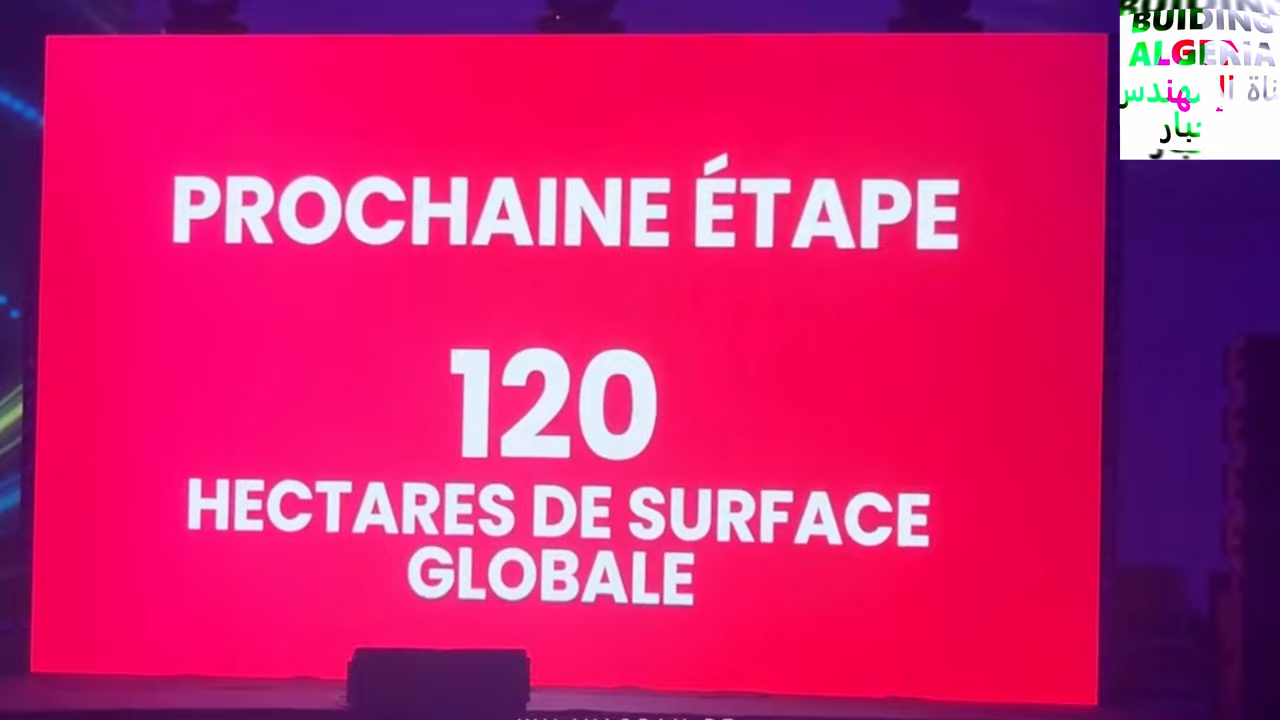 PROCHAINE ÉTAPE
120
HECTARES DE SURFACE
GLOBALE
BUIDING
ALGERIA